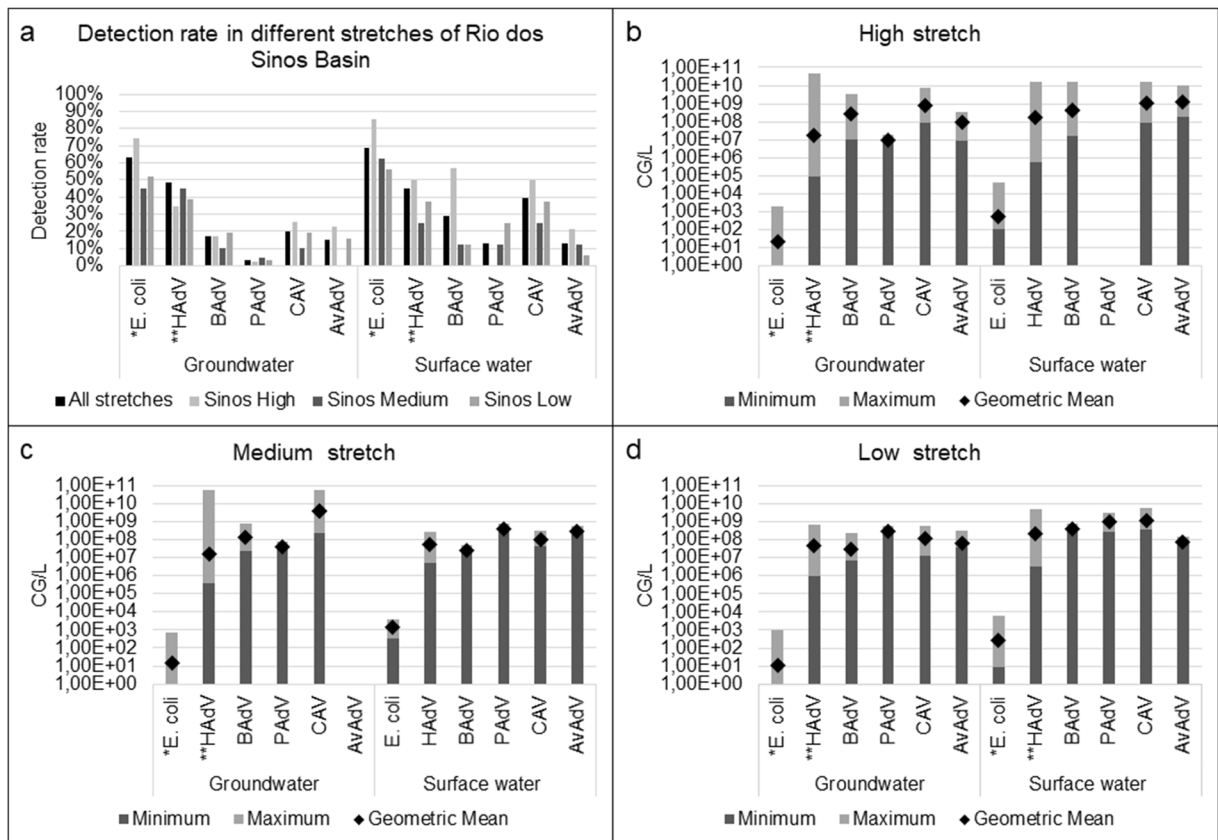 a
Detection rate in different stretches of Rio dos
Sinos Basin
100%
90%
80%
70%
60%
50%
40%
30%
20%
10%
0%
Detection rate
*E. coli
**HAdV
BAdV
PAdV
CAV
AvAdV
*E. coli
**HAdV
BAdV
PAdV
CAV
AvAdV
Groundwater
Surface water
All stretches
Sinos High
Sinos Medium
Sinos Low
b
High stretch
1,00E+11
1,00E+10
1,00E+09
1,00E+08
1,00E+07
1,00E+06
1,00E+05
1,00E+04
1,00E+03
1,00E+02
1,00E+01
1,00E+00
CG/L
*E. coli
**HAdV
BAdV
PAdV
CAV
AvAdV
E. coli
HAdV
BAdV
PAdV
CAV
AvAdV
Groundwater
Surface water
Minimum
Maximum
Geometric Mean
c
Medium stretch
1,00E+11
1,00E+10
1,00E+09
1,00E+08
1,00E+07
1,00E+06
1,00E+05
1,00E+04
1,00E+03
1,00E+02
1,00E+01
1,00E+00
CG/L
*E. coli
**HAdV
BAdV
PAdV
CAV
AvAdV
E. coli
HAdV
BAdV
PAdV
CAV
AvAdV
Groundwater
Surface water
Minimum
Maximum
Geometric Mean
d
Low stretch
1,00E+11
1,00E+10
1,00E+09
1,00E+08
1,00E+07
1,00E+06
1,00E+05
1,00E+04
1,00E+03
1,00E+02
1,00E+01
1,00E+00
CG/L
*E. coli
**HAdV
BAdV
PAdV
CAV
AvAdV
*E. coli
**HAdV
BAdV
PAdV
CAV
AvAdV
Groundwater
Surface water
Minimum
Maximum
Geometric Mean